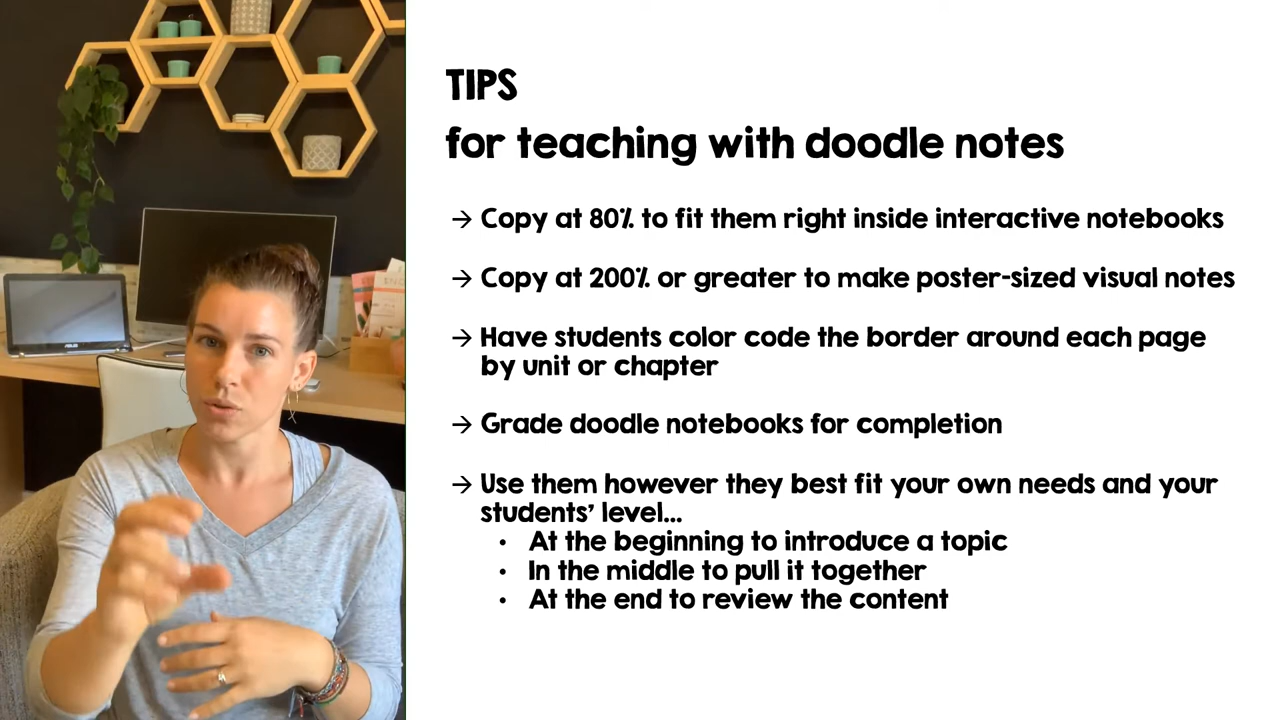 TIPS
for teaching with doodle notes
→ Copy at 80% to fit them right inside interactive notebooks
→ Copy at 200% or greater to make poster-sized visual notes
→ Have students color code the border around each page
by unit or chapter
→ Grade doodle notebooks for completion
→ Use them however they best fit your own needs and your
students’ level...
• At the beginning to introduce a topic
• In the middle to pull it together
• At the end to review the content
ASUS